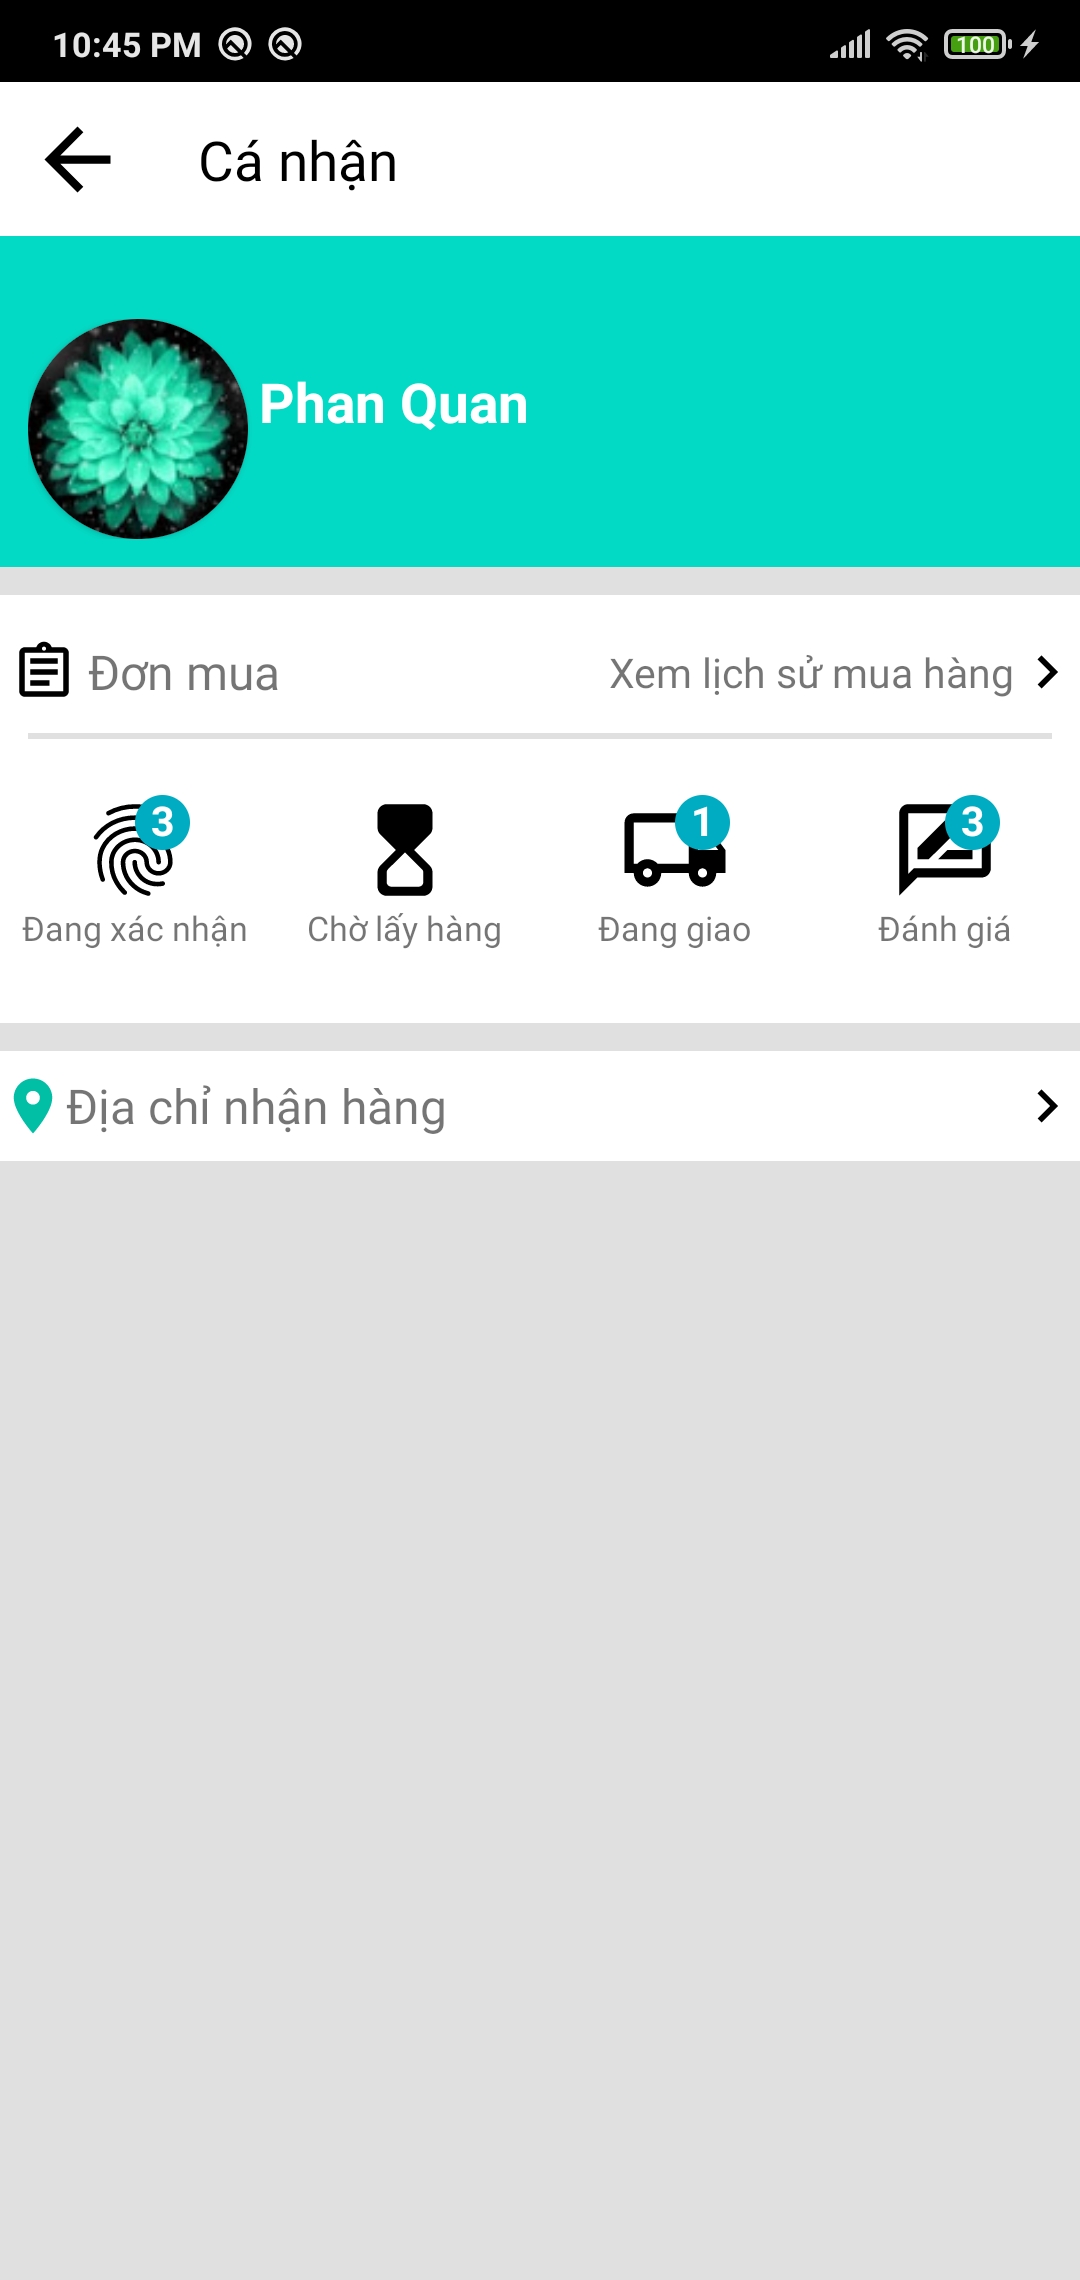 10:45 PM 100
Cá nhận
Phan Quan
Đơn mua Xem lịch sử mua hàng
3 1 3
Đang xác nhận Chờ lấy hàng Đang giao Đánh giá
Địa chỉ nhận hàng